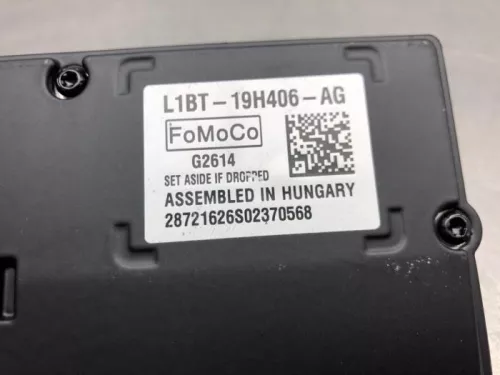 L1BT-19H406-AG
FoMoCo
G2614
SET ASIDE IF DROPPED
ASSEMBLED IN HUNGARY
28721626S02370568